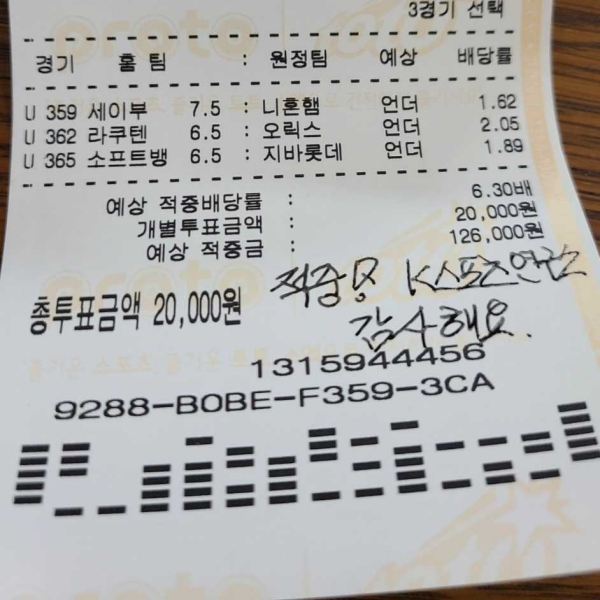 3경기 선택
경기 홈 팀 : 원정팀 예상 배당률
U 359 세이부 7.5 : 니혼햄 언더 1.62
U 362 라쿠텐 6.5 : 오릭스 언더 2.05
U 365 소프트뱅 6.5 : 지바롯데 언더 1.89
예상 적중배당률 : 6.30배
개별투표금액 : 20,000원
예상 적중금 : 126,000원
총투표금액 20,000원
적중 K스포츠연구소
감사해요.
1315944456
9288-B0BE-F359-3CA
proto